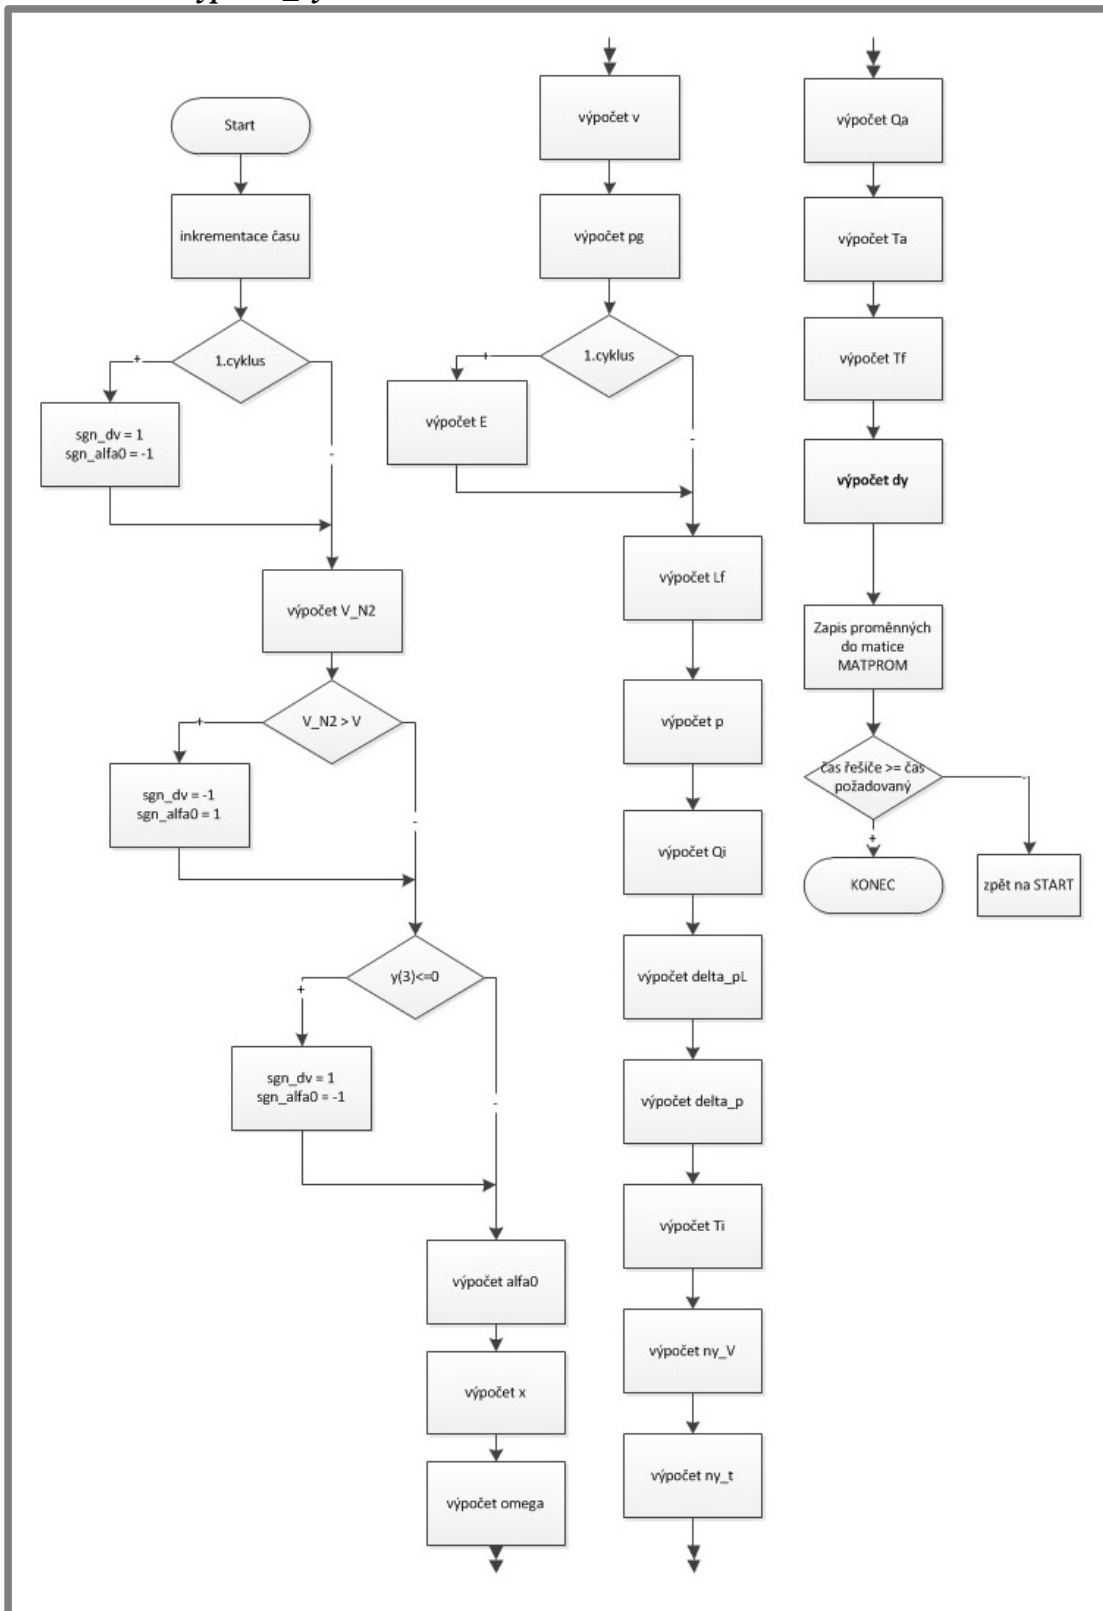 Start
inkrementace času
1.cyklus
+
-
sgn_dv = 1
sgn_alfa0 = -1
výpočet V_N2
V_N2 > V
+
-
sgn_dv = -1
sgn_alfa0 = 1
y(3)<=0
+
-
sgn_dv = 1
sgn_alfa0 = -1
výpočet alfa0
výpočet x
výpočet omega
výpočet v
výpočet pg
1.cyklus
+
-
výpočet E
výpočet Lf
výpočet p
výpočet Qi
výpočet delta_pL
výpočet delta_p
výpočet Ti
výpočet ny_V
výpočet ny_t
výpočet Qa
výpočet Ta
výpočet Tf
výpočet dy
Zapis proměnných
do matice
MATPROM
čas řešiče >= čas
požadovaný
-
+
KONEC
zpět na START